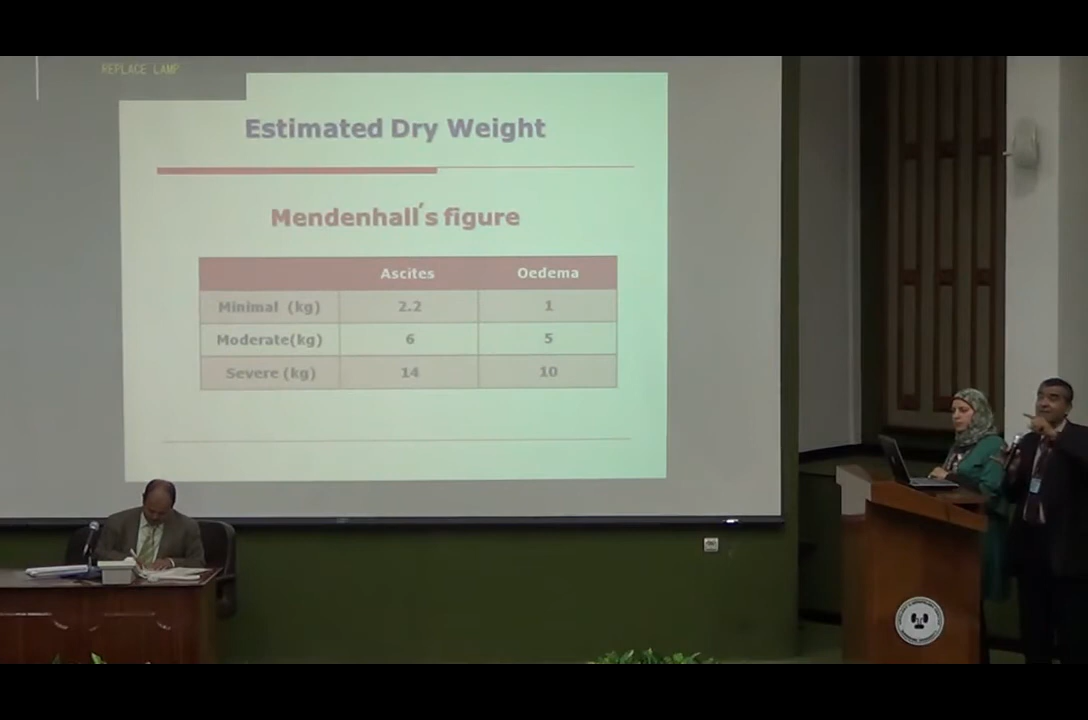 REPLACE LAMP
Estimated Dry Weight
Mendenhall´s figure
Ascites Oedema
Minimal (kg) 2.2 1
Moderate(kg) 6 5
Severe (kg) 14 10